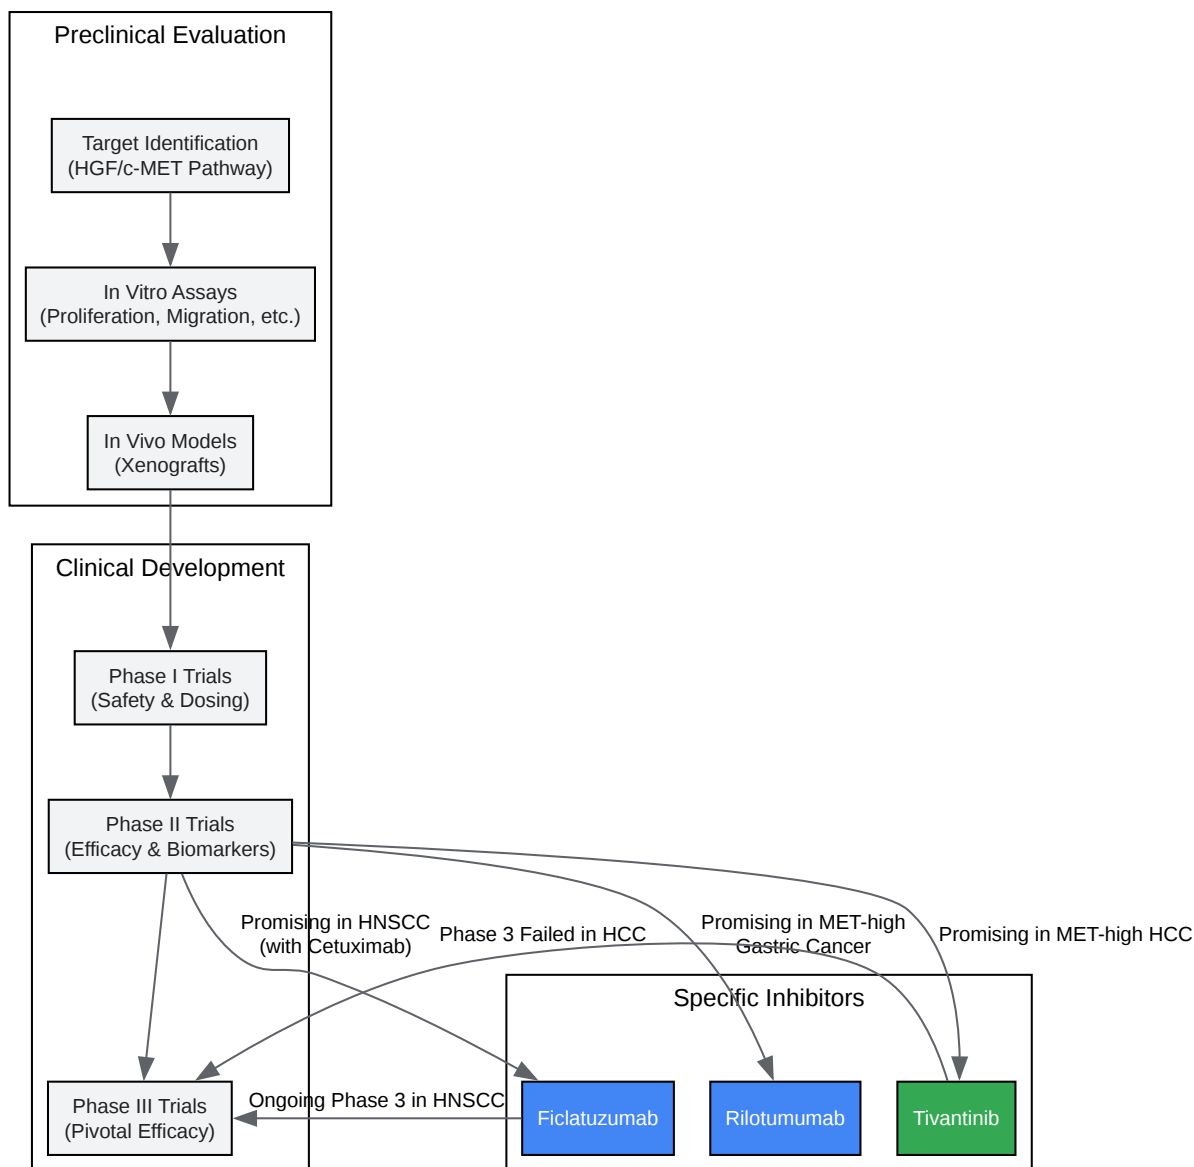 Preclinical Evaluation
Target Identification
(HGF/c-MET Pathway)
In Vitro Assays
(Proliferation, Migration, etc.)
In Vivo Models
(Xenografts)
Clinical Development
Phase I Trials
(Safety & Dosing)
Phase II Trials
(Efficacy & Biomarkers)
Promising in HNSCC
(with Cetuximab)
Phase 3 Failed in HCC
Promising in MET-high
Gastric Cancer
Promising in MET-high HCC
Specific Inhibitors
Phase III Trials
(Pivotal Efficacy)
Ongoing Phase 3 in HNSCC
Ficlatuzumab
Rilotumumab
Tivantinib